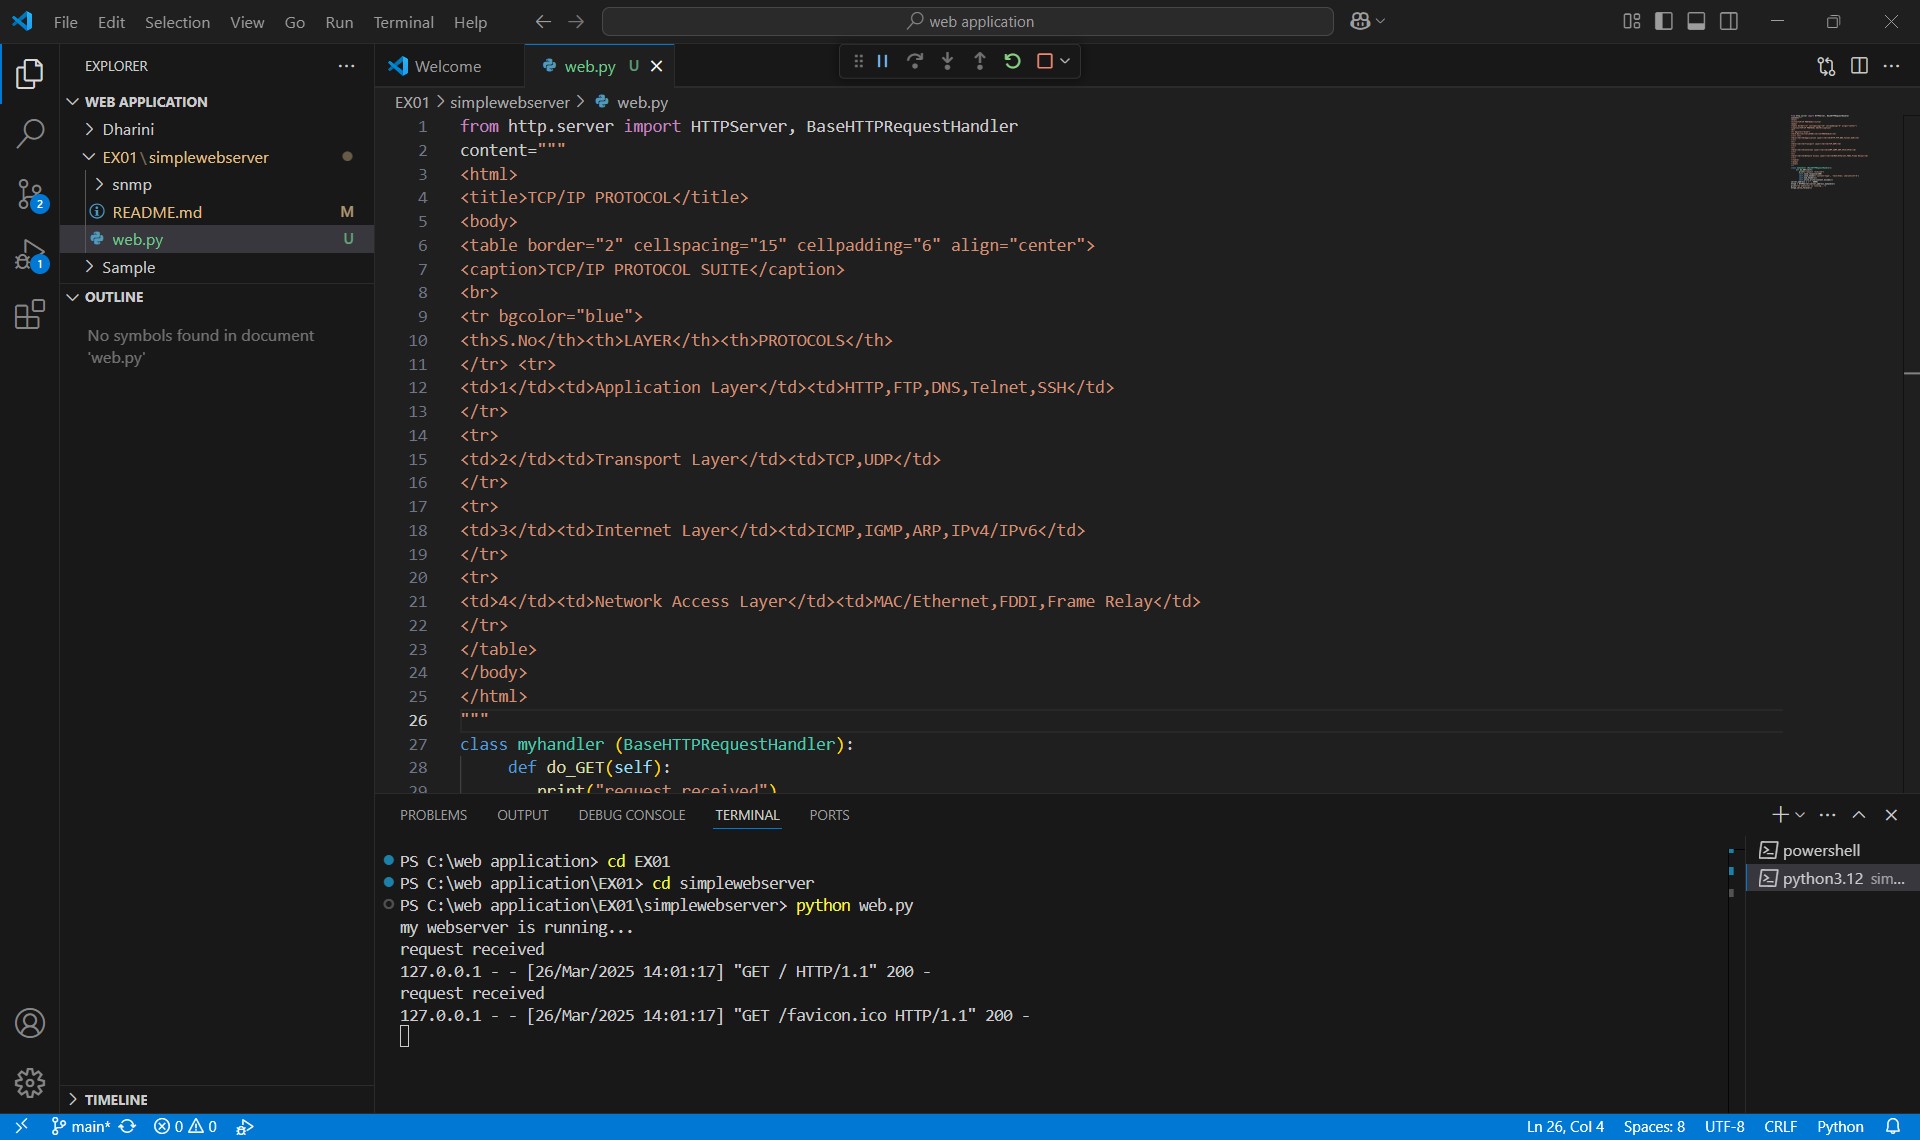 File Edit Selection View Go Run Terminal Help
web application
EXPLORER
WEB APPLICATION
Dharini
EX01\simplewebserver
snmp
README.md M
web.py U
Sample
OUTLINE
No symbols found in document
'web.py'
TIMELINE
2
1
Welcome
web.py U
EX01 > simplewebserver > web.py
1 from http.server import HTTPServer, BaseHTTPRequestHandler
2 content="""
3 <html>
4 <title>TCP/IP PROTOCOL</title>
5 <body>
6 <table border="2" cellspacing="15" cellpadding="6" align="center">
7 <caption>TCP/IP PROTOCOL SUITE</caption>
8 <br>
9 <tr bgcolor="blue">
10 <th>S.No</th><th>LAYER</th><th>PROTOCOLS</th>
11 </tr> <tr>
12 <td>1</td><td>Application Layer</td><td>HTTP,FTP,DNS,Telnet,SSH</td>
13 </tr>
14 <tr>
15 <td>2</td><td>Transport Layer</td><td>TCP,UDP</td>
16 </tr>
17 <tr>
18 <td>3</td><td>Internet Layer</td><td>ICMP,IGMP,ARP,IPv4/IPv6</td>
19 </tr>
20 <tr>
21 <td>4</td><td>Network Access Layer</td><td>MAC/Ethernet,FDDI,Frame Relay</td>
22 </tr>
23 </table>
24 </body>
25 </html>
26 """
27 class myhandler (BaseHTTPRequestHandler):
28 def do_GET(self):
29 print("request received")
PROBLEMS OUTPUT DEBUG CONSOLE TERMINAL PORTS
PS C:\web application> cd EX01
PS C:\web application\EX01> cd simplewebserver
PS C:\web application\EX01\simplewebserver> python web.py
my webserver is running...
request received
127.0.0.1 - - [26/Mar/2025 14:01:17] "GET / HTTP/1.1" 200 -
request received
127.0.0.1 - - [26/Mar/2025 14:01:17] "GET /favicon.ico HTTP/1.1" 200 -
powershell
python3.12 sim...
main* 0 0
Ln 26, Col 4 Spaces: 8 UTF-8 CRLF Python